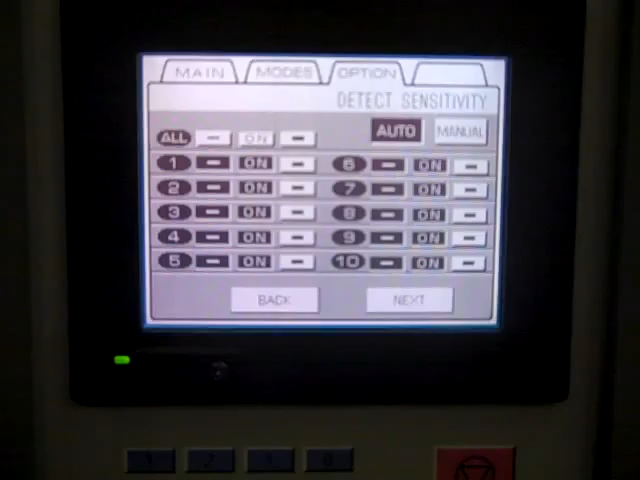 MAIN MODES OPTION
DETECT SENSITIVITY
AUTO MANUAL
ALL - ON -
1 - ON - 6 - ON -
2 - ON - 7 - ON -
3 - ON - 8 - ON -
4 - ON - 9 - ON -
5 - ON - 10 - ON -
BACK NEXT